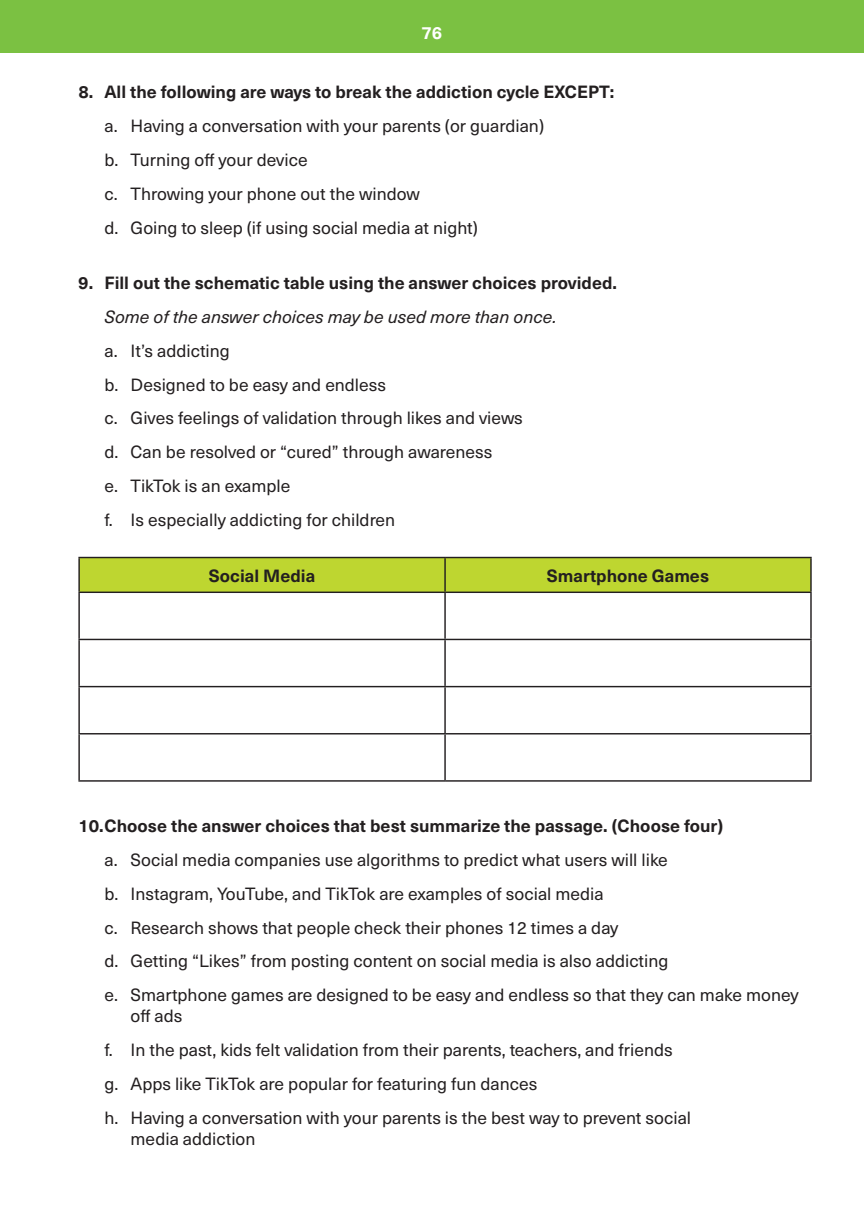 76
8. All the following are ways to break the addiction cycle EXCEPT:
a. Having a conversation with your parents (or guardian)
b. Turning off your device
c. Throwing your phone out the window
d. Going to sleep (if using social media at night)
9. Fill out the schematic table using the answer choices provided.
Some of the answer choices may be used more than once.
a. It’s addicting
b. Designed to be easy and endless
c. Gives feelings of validation through likes and views
d. Can be resolved or “cured” through awareness
e. TikTok is an example
f. Is especially addicting for children
Social Media Smartphone Games
10.Choose the answer choices that best summarize the passage. (Choose four)
a. Social media companies use algorithms to predict what users will like
b. Instagram, YouTube, and TikTok are examples of social media
c. Research shows that people check their phones 12 times a day
d. Getting “Likes” from posting content on social media is also addicting
e. Smartphone games are designed to be easy and endless so that they can make money
off ads
f. In the past, kids felt validation from their parents, teachers, and friends
g. Apps like TikTok are popular for featuring fun dances
h. Having a conversation with your parents is the best way to prevent social
media addiction